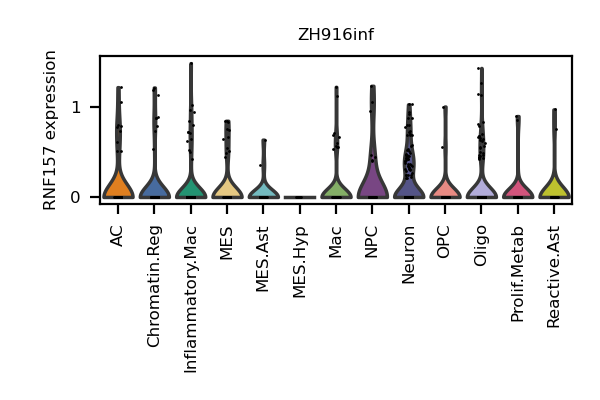 ZH916inf
RNF157 expression
1
0
AC
Chromatin.Reg
Inflammatory.Mac
MES
MES.Ast
MES.Hyp
Mac
NPC
Neuron
OPC
Oligo
Prolif.Metab
Reactive.Ast